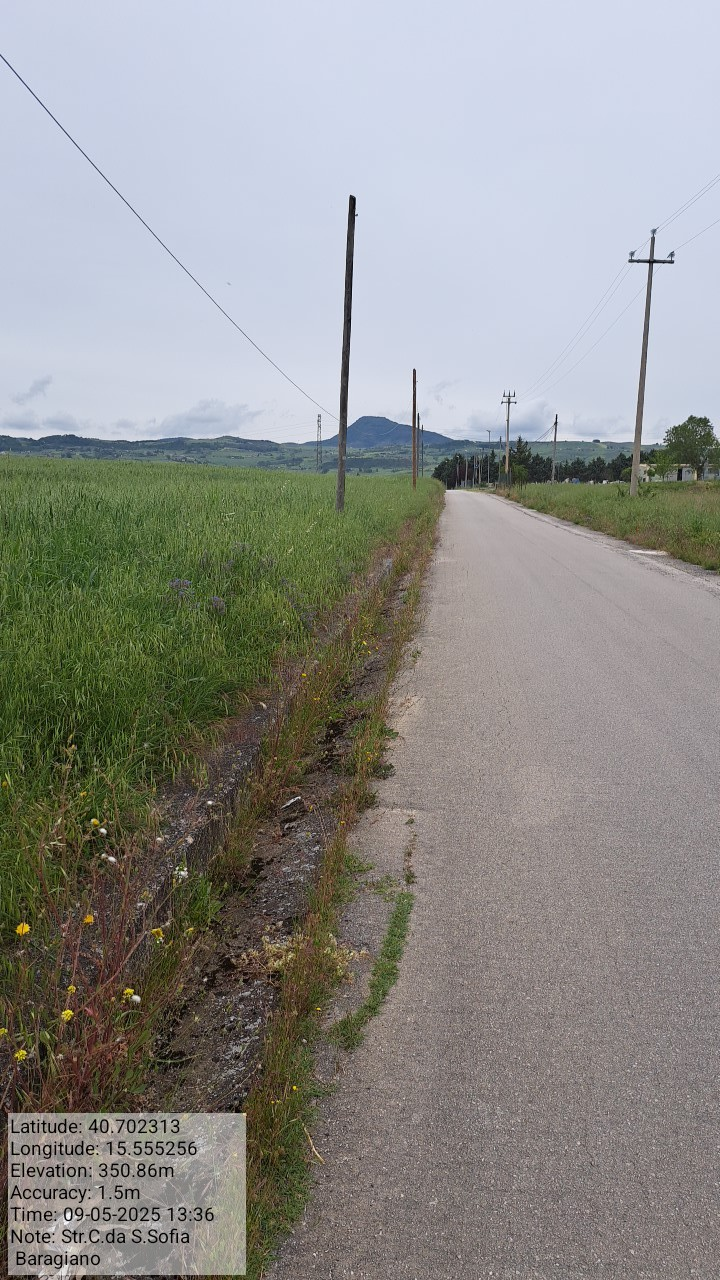 Latitude: 40.702313
Longitude: 15.555256
Elevation: 350.86m
Accuracy: 1.5m
Time: 09-05-2025 13:36
Note: Str.C.da S.Sofia
Baragiano